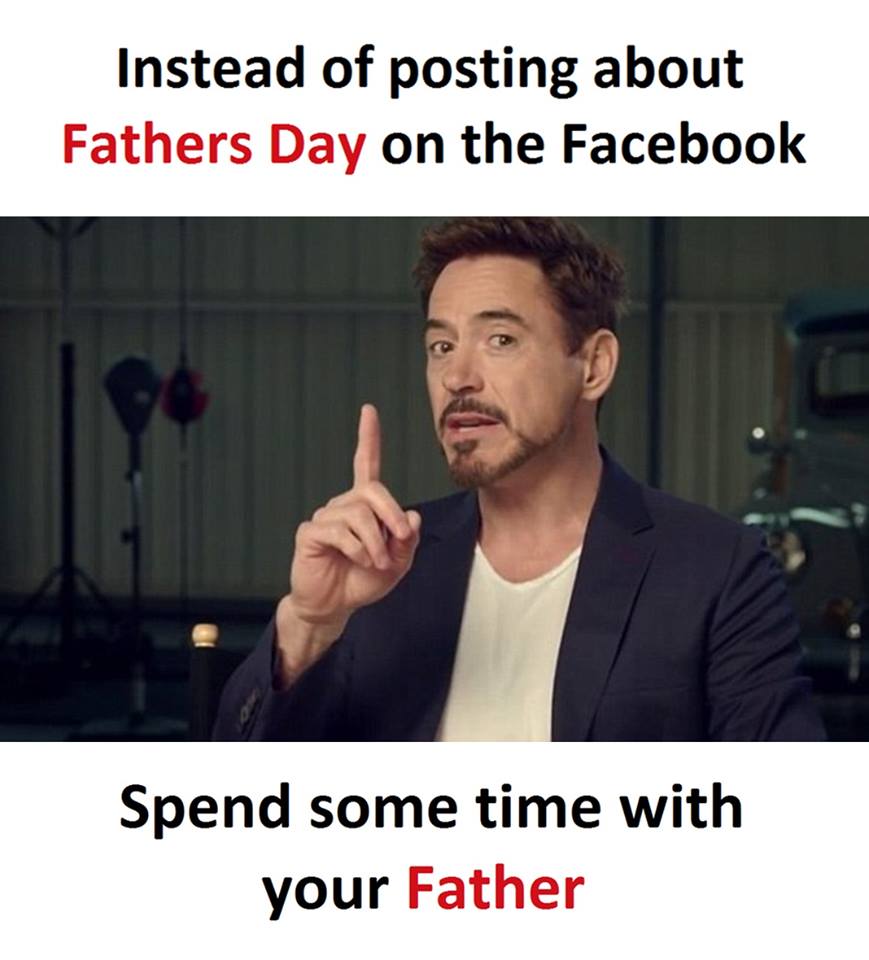 Instead of posting about
Fathers Day on the Facebook
Spend some time with
your Father